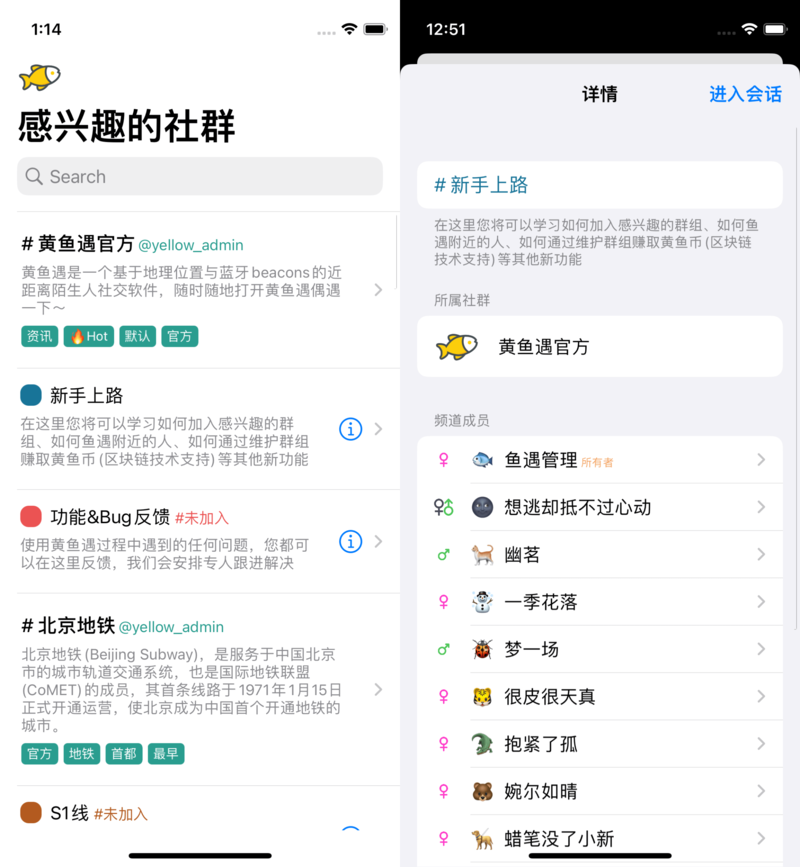 1:14
感兴趣的社群
Search
# 黄鱼遇官方 @yellow_admin
黄鱼遇是一个基于地理位置与蓝牙 beacons 的近
距离陌生人社交软件，随时随地打开黄鱼遇偶遇
一下～
资讯 🔥Hot 默认 官方
新手上路
在这里您将可以学习如何加入感兴趣的群
组、如何鱼遇附近的人、如何通过维护群组
赚取黄鱼币 (区块链技术支持) 等其他新功能
功能&Bug反馈 #未加入
使用黄鱼遇过程中遇到的任何问题，您都可
以在这里反馈，我们会安排专人跟进解决
# 北京地铁 @yellow_admin
北京地铁 (Beijing Subway)，是服务于中国北京
市的城市轨道交通系统，也是国际地铁联盟
(CoMET) 的成员，其首条线路于 1971 年 1 月 15 日
正式开通运营，使北京成为中国首个开通地铁的
城市。
官方 地铁 首都 最早
S1线 #未加入
12:51
详情
进入会话
# 新手上路
在这里您将可以学习如何加入感兴趣的群组、如何鱼
遇附近的人、如何通过维护群组赚取黄鱼币 (区块链
技术支持) 等其他新功能
所属社群
黄鱼遇官方
频道成员
鱼遇管理 所有者
想逃却抵不过心动
幽茗
一季花落
梦一场
很皮很天真
抱紧了孤
婉尔如晴
蜡笔没了小新